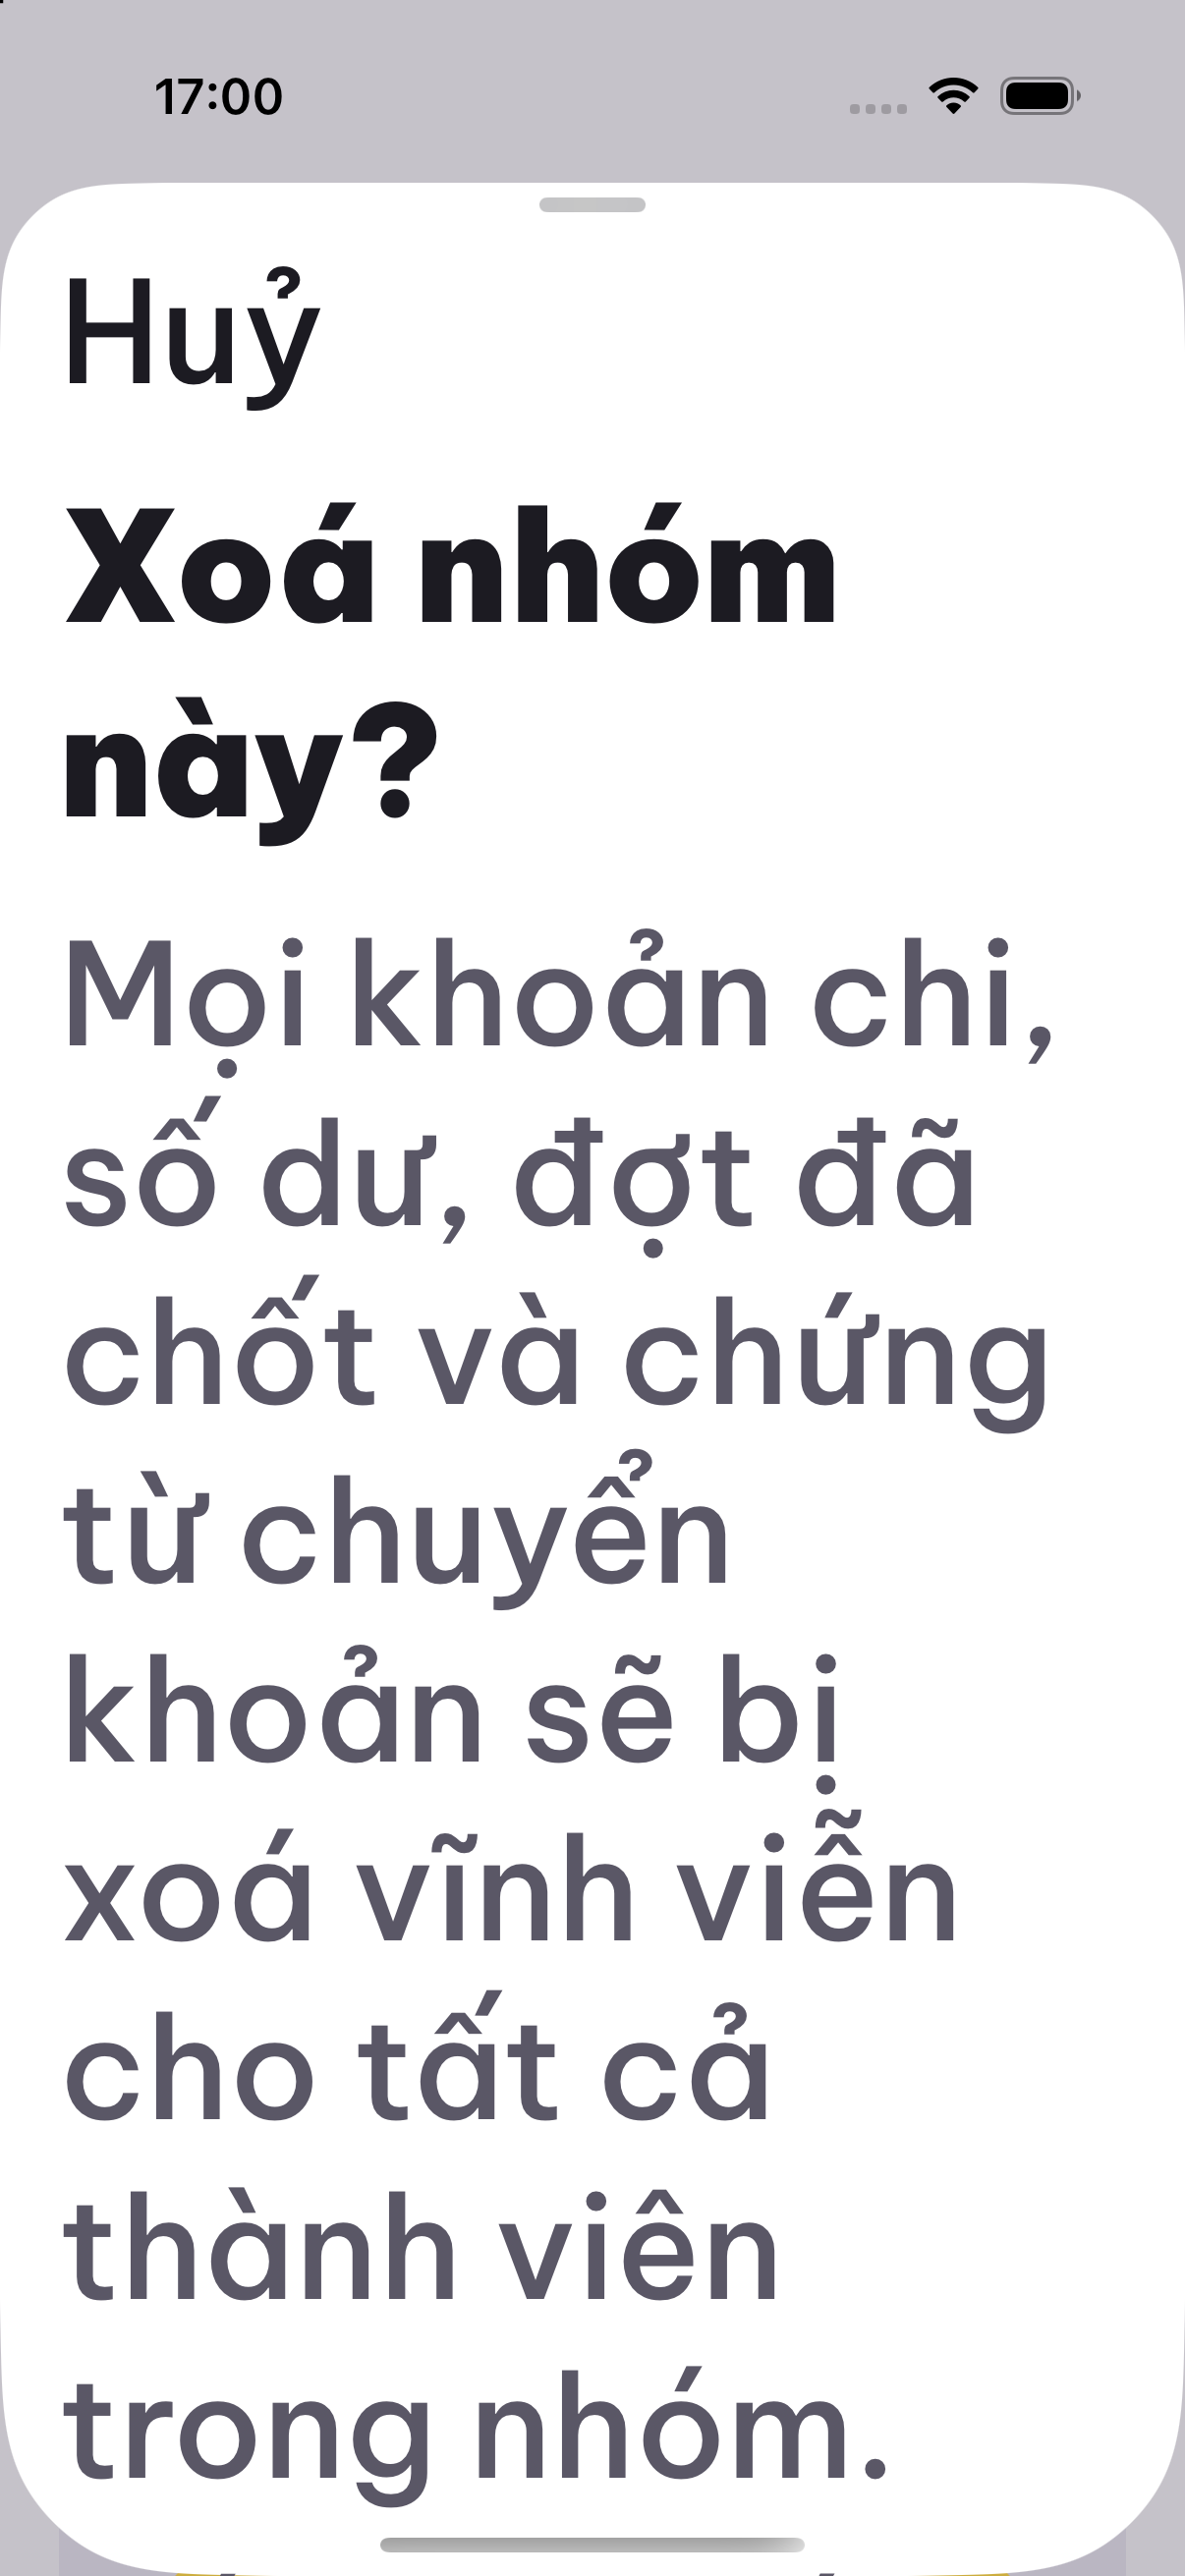 17:00
Huỷ
Xoá nhóm
này?
Mọi khoản chi,
số dư, đợt đã
chốt và chứng
từ chuyển
khoản sẽ bị
xoá vĩnh viễn
cho tất cả
thành viên
trong nhóm.